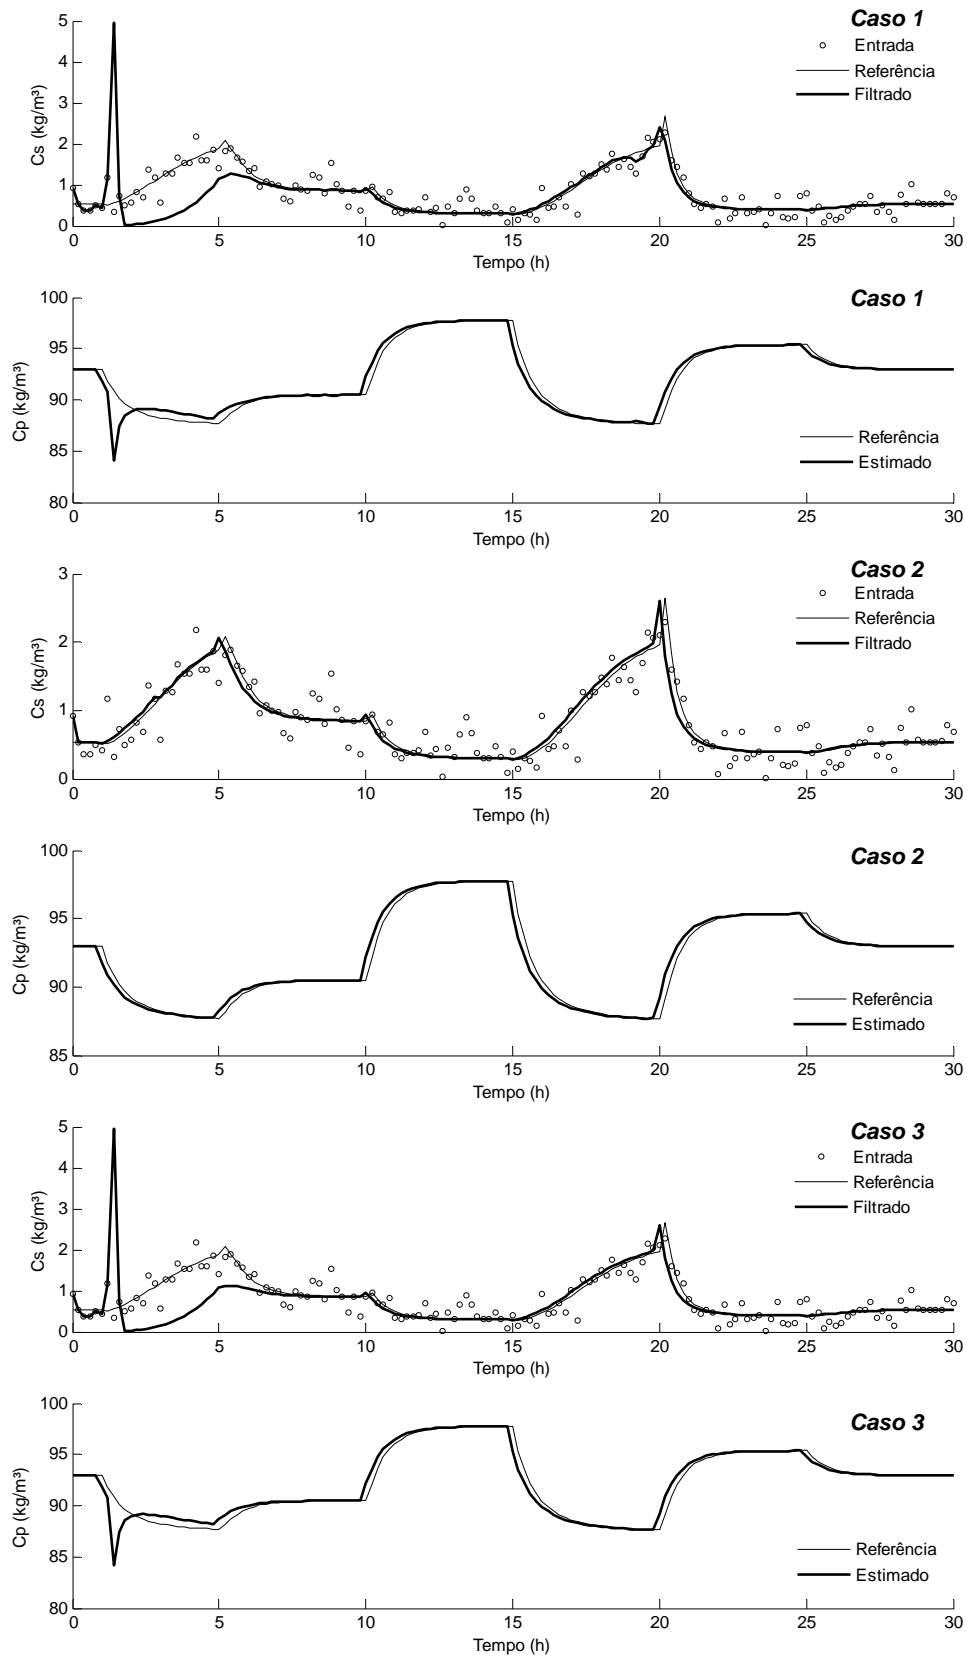 Caso 1
Entrada
Referência
Filtrado
Cs (kg/m³)
5
4
3
2
1
0
0 5 10 15 20 25 30
Tempo (h)
Caso 1
Cp (kg/m³)
100
95
90
85
80
Referência
Estimado
0 5 10 15 20 25 30
Tempo (h)
Caso 2
Entrada
Referência
Filtrado
Cs (kg/m³)
3
2
1
0
0 5 10 15 20 25 30
Tempo (h)
Caso 2
Cp (kg/m³)
100
95
90
85
Referência
Estimado
0 5 10 15 20 25 30
Tempo (h)
Caso 3
Entrada
Referência
Filtrado
Cs (kg/m³)
5
4
3
2
1
0
0 5 10 15 20 25 30
Tempo (h)
Caso 3
Cp (kg/m³)
100
95
90
85
80
Referência
Estimado
0 5 10 15 20 25 30
Tempo (h)